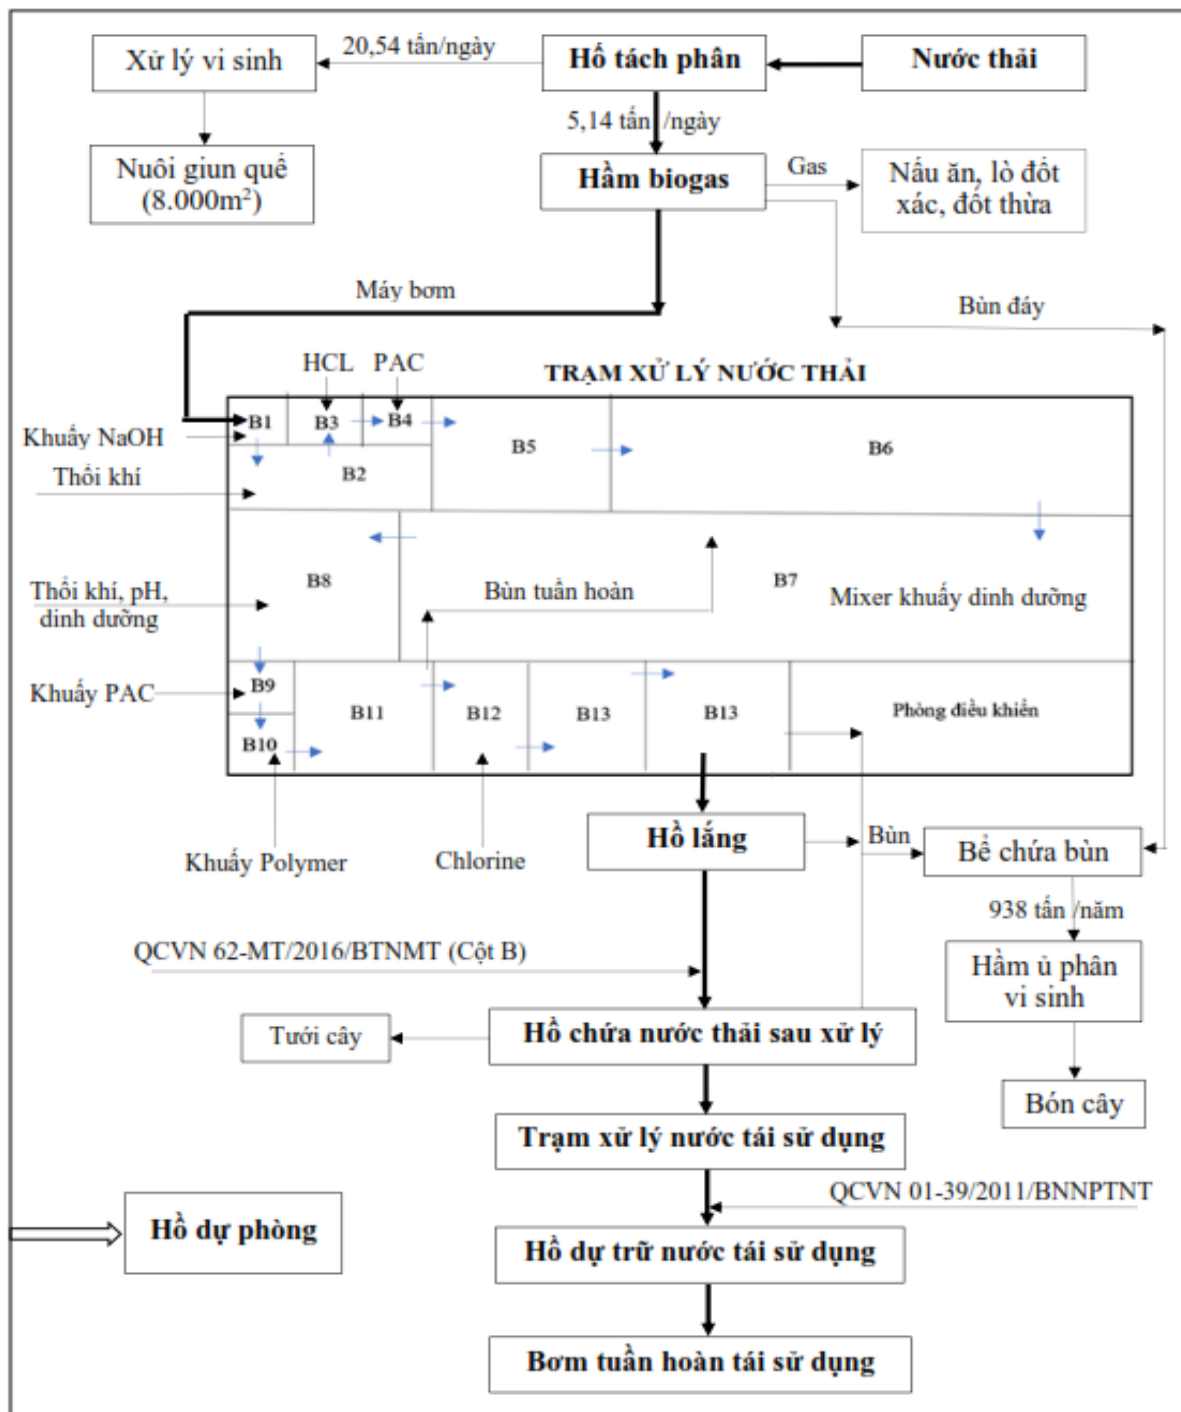 Xử lý vi sinh
20,54 tấn/ngày
Hố tách phân
Nước thải
5,14 tấn /ngày
Nuôi giun quế
(8.000m²)
Hầm biogas
Gas
Nấu ăn, lò đốt
xác, đốt thừa
Máy bơm
Bùn đáy
HCL
PAC
TRẠM XỬ LÝ NƯỚC THẢI
B1
B3
B4
Khuấy NaOH
B5
B6
Thổi khí
B2
B8
B7
Thổi khí, pH,
dinh dưỡng
Bùn tuần hoàn
Mixer khuấy dinh dưỡng
Khuấy PAC
B9
B11
B12
B13
B13
Phòng điều khiển
B10
Khuấy Polymer
Chlorine
Hồ lắng
Bùn
Bể chứa bùn
938 tấn /năm
QCVN 62-MT/2016/BTNMT (Cột B)
Hầm ủ phân
vi sinh
Tưới cây
Hồ chứa nước thải sau xử lý
Bón cây
Trạm xử lý nước tái sử dụng
QCVN 01-39/2011/BNNPTNT
Hồ dự phòng
Hồ dự trữ nước tái sử dụng
Bơm tuần hoàn tái sử dụng